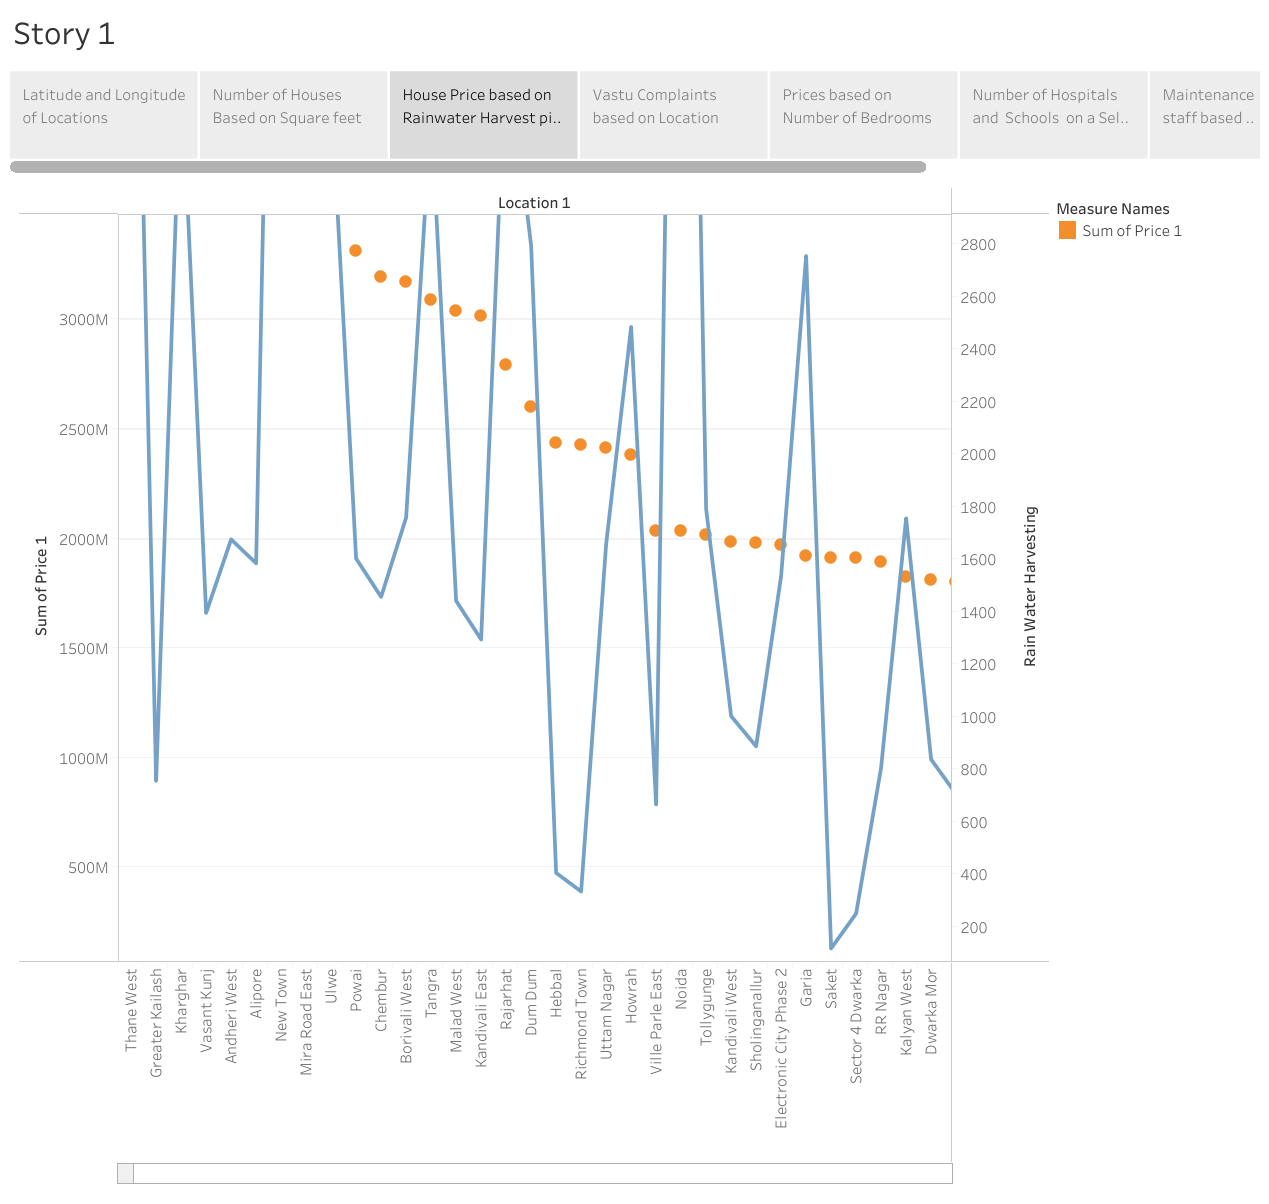 Story 1
Latitude and Longitude
of Locations
Number of Houses
Based on Square feet
House Price based on
Rainwater Harvest pi..
Vastu Complaints
based on Location
Prices based on
Number of Bedrooms
Number of Hospitals
and  Schools  on a Sel..
Maintenance
staff based ..
Location 1
Measure Names
Sum of Price 1
3000M
2500M
2000M
1500M
1000M
500M
Sum of Price 1
2800
2600
2400
2200
2000
1800
1600
1400
1200
1000
800
600
400
200
Rain Water Harvesting
Thane West
Greater Kailash
Kharghar
Vasant Kunj
Andheri West
Alipore
New Town
Mira Road East
Ulwe
Powai
Chembur
Borivali West
Tangra
Malad West
Kandivali East
Rajarhat
Dum Dum
Hebbal
Richmond Town
Uttam Nagar
Howrah
Ville Parle East
Noida
Tollygunge
Kandivali West
Sholinganallur
Electronic City Phase 2
Garia
Saket
Sector 4 Dwarka
RR Nagar
Kalyan West
Dwarka Mor